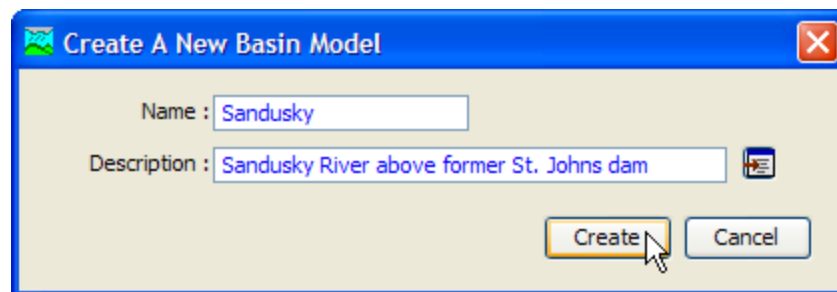 Create A New Basin Model
Name : Sandusky
Description : Sandusky River above former St. Johns dam
Create Cancel